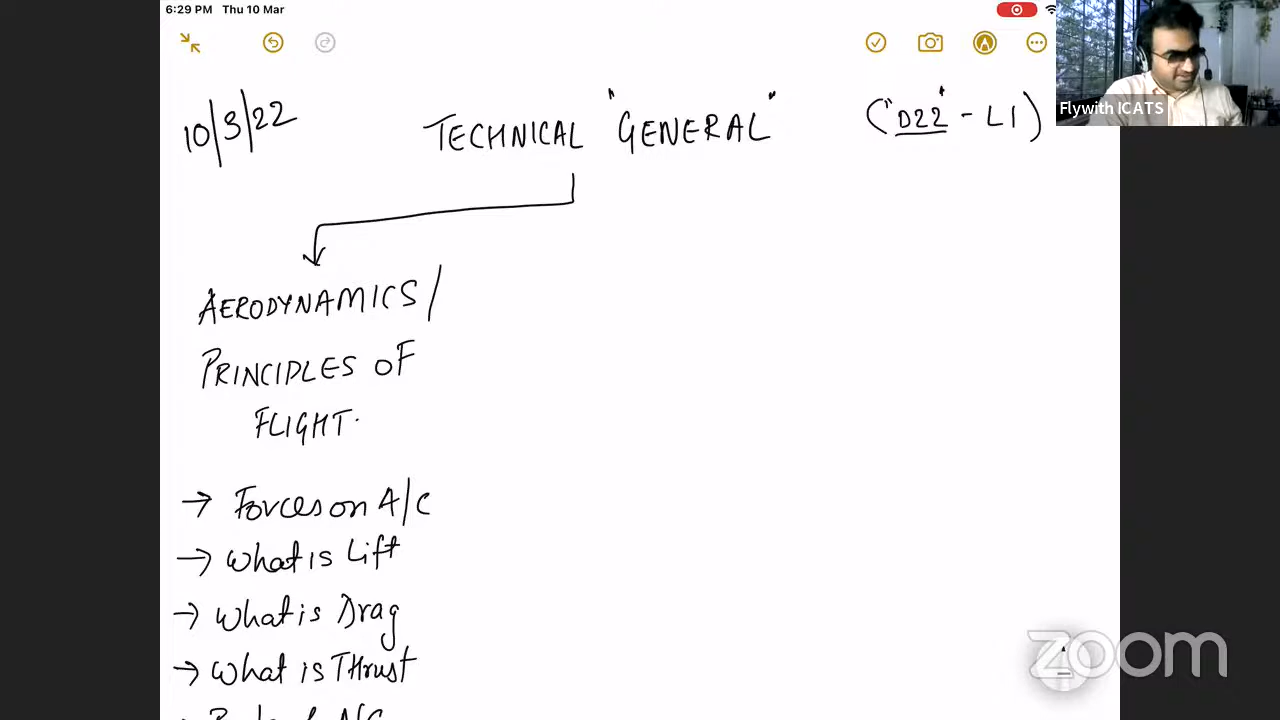 6:29 PM Thu 10 Mar
Flywith ICATS
10/3/22 TECHNICAL "GENERAL" ("D22" - L1)
AERODYNAMICS/
PRINCIPLES OF
FLIGHT.
→ Forces on A/C
→ What is Lift
→ What is Drag
→ What is Thrust
zoom